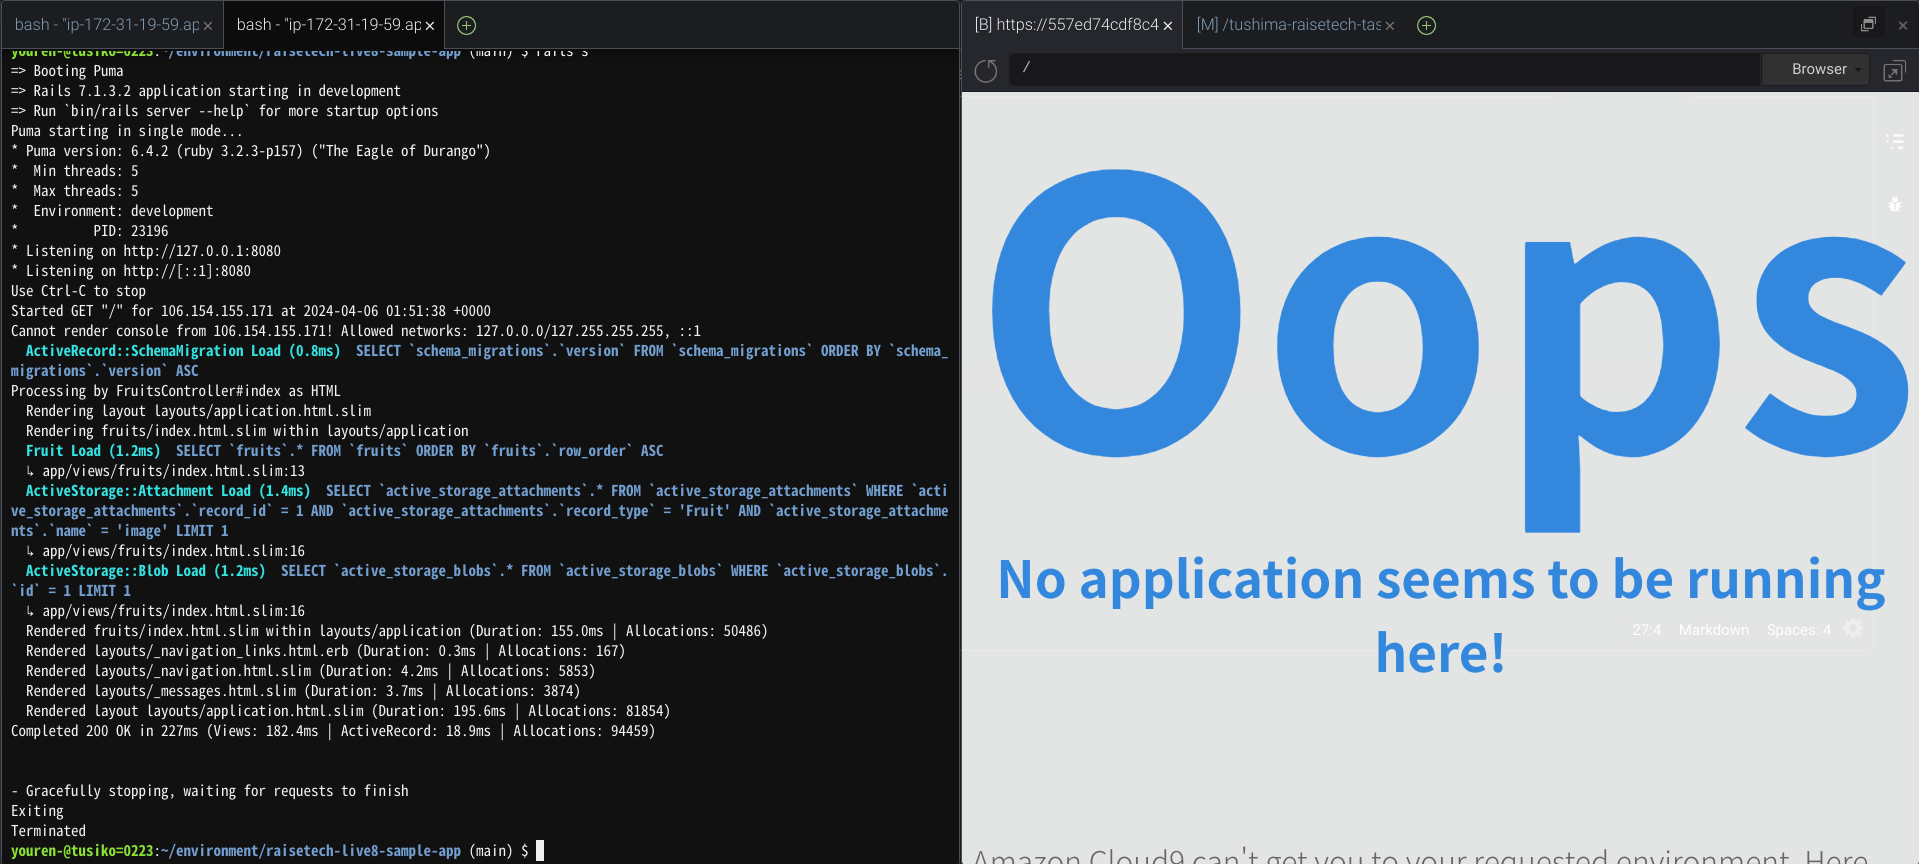 bash - "ip-172-31-19-59.ap ×
bash - "ip-172-31-19-59.ap ×
youren-@tusiko=0223:~/environment/raisetech-live8-sample-app (main) $ rails s
=> Booting Puma
=> Rails 7.1.3.2 application starting in development
=> Run `bin/rails server --help` for more startup options
Puma starting in single mode...
* Puma version: 6.4.2 (ruby 3.2.3-p157) ("The Eagle of Durango")
*  Min threads: 5
*  Max threads: 5
*  Environment: development
*          PID: 23196
* Listening on http://127.0.0.1:8080
* Listening on http://[::1]:8080
Use Ctrl-C to stop
Started GET "/" for 106.154.155.171 at 2024-04-06 01:51:38 +0000
Cannot render console from 106.154.155.171! Allowed networks: 127.0.0.0/127.255.255.255, ::1
ActiveRecord::SchemaMigration Load (0.8ms)  SELECT `schema_migrations`.`version` FROM `schema_migrations` ORDER BY `schema_
migrations`.`version` ASC
Processing by FruitsController#index as HTML
Rendering layout layouts/application.html.slim
Rendering fruits/index.html.slim within layouts/application
Fruit Load (1.2ms)  SELECT `fruits`.* FROM `fruits` ORDER BY `fruits`.`row_order` ASC
↳ app/views/fruits/index.html.slim:13
ActiveStorage::Attachment Load (1.4ms)  SELECT `active_storage_attachments`.* FROM `active_storage_attachments` WHERE `acti
ve_storage_attachments`.`record_id` = 1 AND `active_storage_attachments`.`record_type` = 'Fruit' AND `active_storage_attachme
nts`.`name` = 'image' LIMIT 1
↳ app/views/fruits/index.html.slim:16
ActiveStorage::Blob Load (1.2ms)  SELECT `active_storage_blobs`.* FROM `active_storage_blobs` WHERE `active_storage_blobs`.
`id` = 1 LIMIT 1
↳ app/views/fruits/index.html.slim:16
Rendered fruits/index.html.slim within layouts/application (Duration: 155.0ms | Allocations: 50486)
Rendered layouts/_navigation_links.html.erb (Duration: 0.3ms | Allocations: 167)
Rendered layouts/_navigation.html.slim (Duration: 4.2ms | Allocations: 5853)
Rendered layouts/_messages.html.slim (Duration: 3.7ms | Allocations: 3874)
Rendered layout layouts/application.html.slim (Duration: 195.6ms | Allocations: 81854)
Completed 200 OK in 227ms (Views: 182.4ms | ActiveRecord: 18.9ms | Allocations: 94459)
- Gracefully stopping, waiting for requests to finish
Exiting
Terminated
youren-@tusiko=0223:~/environment/raisetech-live8-sample-app (main) $
[B] https://557ed74cdf8c4 ×
[M] /tushima-raisetech-tas ×
/
Browser
Oops
No application seems to be running
here!
27:4 Markdown Spaces: 4
Amazon Cloud9 can't get you to your requested environment. Here